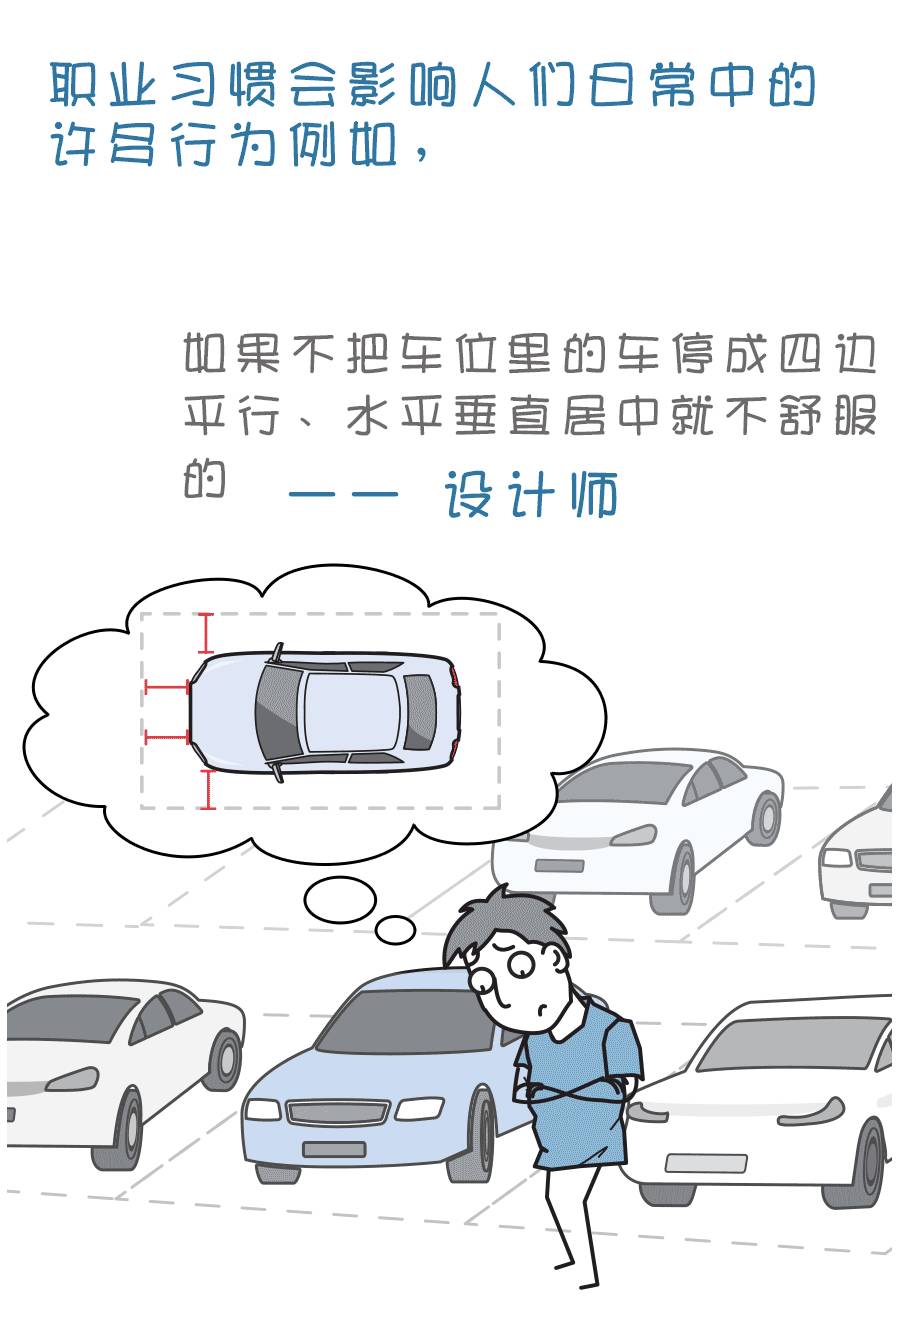 职业习惯会影响人们日常中的
许多行为例如，
如果不把车位里的车停成四边
平行、水平垂直居中就不舒服
的
—— 设计师